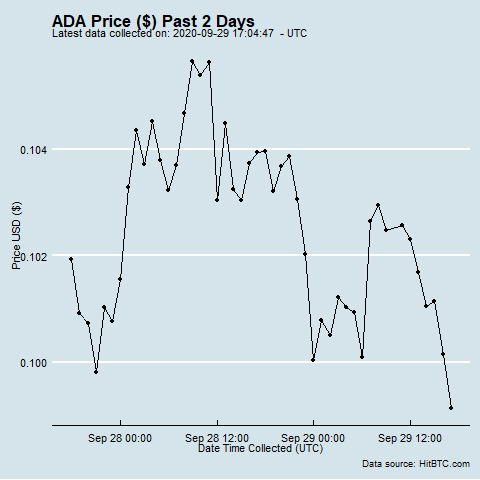 ADA Price ($) Past 2 Days
Latest data collected on: 2020-09-29 17:04:47  - UTC
0.104
0.102
0.100
Price USD ($)
Sep 28 00:00
Sep 28 12:00
Sep 29 00:00
Sep 29 12:00
Date Time Collected (UTC)
Data source: HitBTC.com